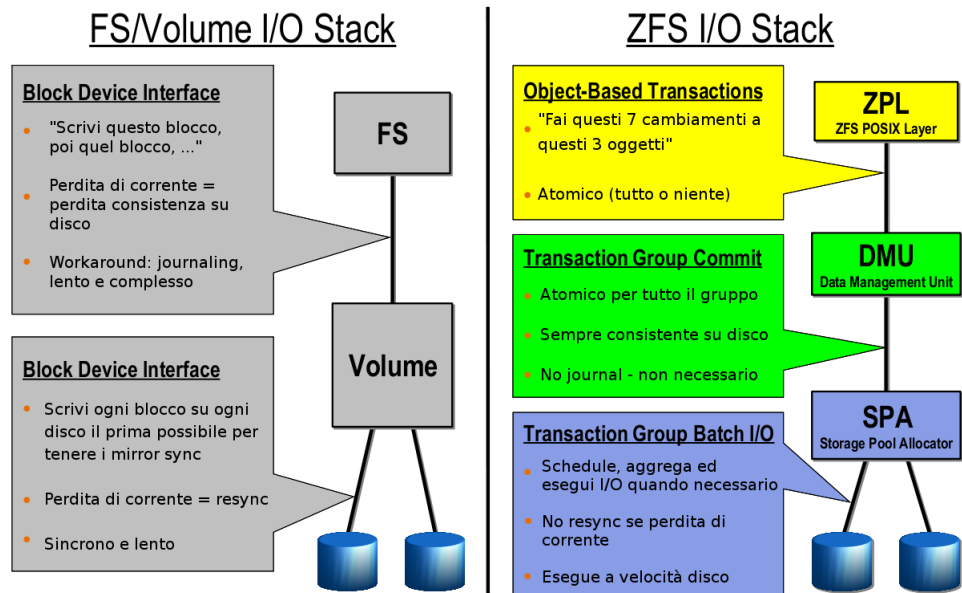 FS/Volume I/O Stack
Block Device Interface
"Scrivi questo blocco,
poi quel blocco, ..."
Perdita di corrente =
perdita consistenza su
disco
Workaround: journaling,
lento e complesso
FS
Block Device Interface
Scrivi ogni blocco su ogni
disco il prima possibile per
tenere i mirror sync
Perdita di corrente = resync
Sincrono e lento
Volume
ZFS I/O Stack
Object-Based Transactions
"Fai questi 7 cambiamenti a
questi 3 oggetti"
Atomico (tutto o niente)
ZPL
ZFS POSIX Layer
Transaction Group Commit
Atomico per tutto il gruppo
Sempre consistente su disco
No journal - non necessario
DMU
Data Management Unit
Transaction Group Batch I/O
Schedule, aggrega ed
esegui I/O quando necessario
No resync se perdita di
corrente
Esegue a velocità disco
SPA
Storage Pool Allocator